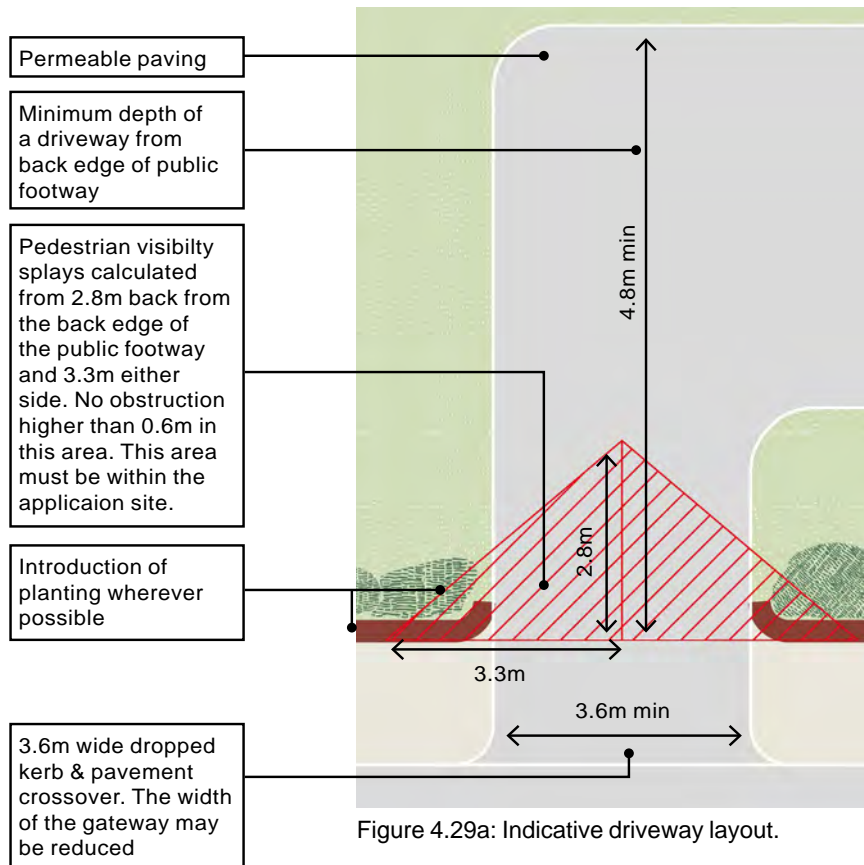 Permeable paving
Minimum depth of
a driveway from
back edge of public
footway
Pedestrian visibilty
splays calculated
from 2.8m back from
the back edge of
the public footway
and 3.3m either
side. No obstruction
higher than 0.6m in
this area. This area
must be within the
applicaion site.
Introduction of
planting wherever
possible
3.6m wide dropped
kerb & pavement
crossover. The width
of the gateway may
be reduced
4.8m min
2.8m
3.3m
3.6m min
Figure 4.29a: Indicative driveway layout.